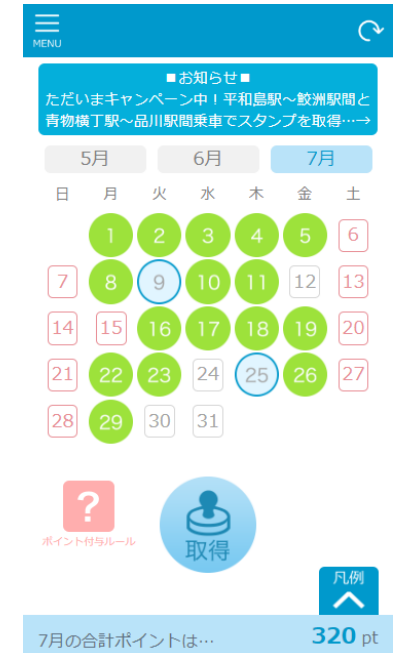 MENU
■お知らせ■
ただいまキャンペーン中！平和島駅～鮫洲駅間と
青物横丁駅～品川駅間乗車でスタンプを取得…→
5月 6月 7月
日 月 火 水 木 金 土
1 2 3 4 5 6
7 8 9 10 11 12 13
14 15 16 17 18 19 20
21 22 23 24 25 26 27
28 29 30 31
?
ポイント付与ルール
取得
凡例
7月の合計ポイントは… 320 pt